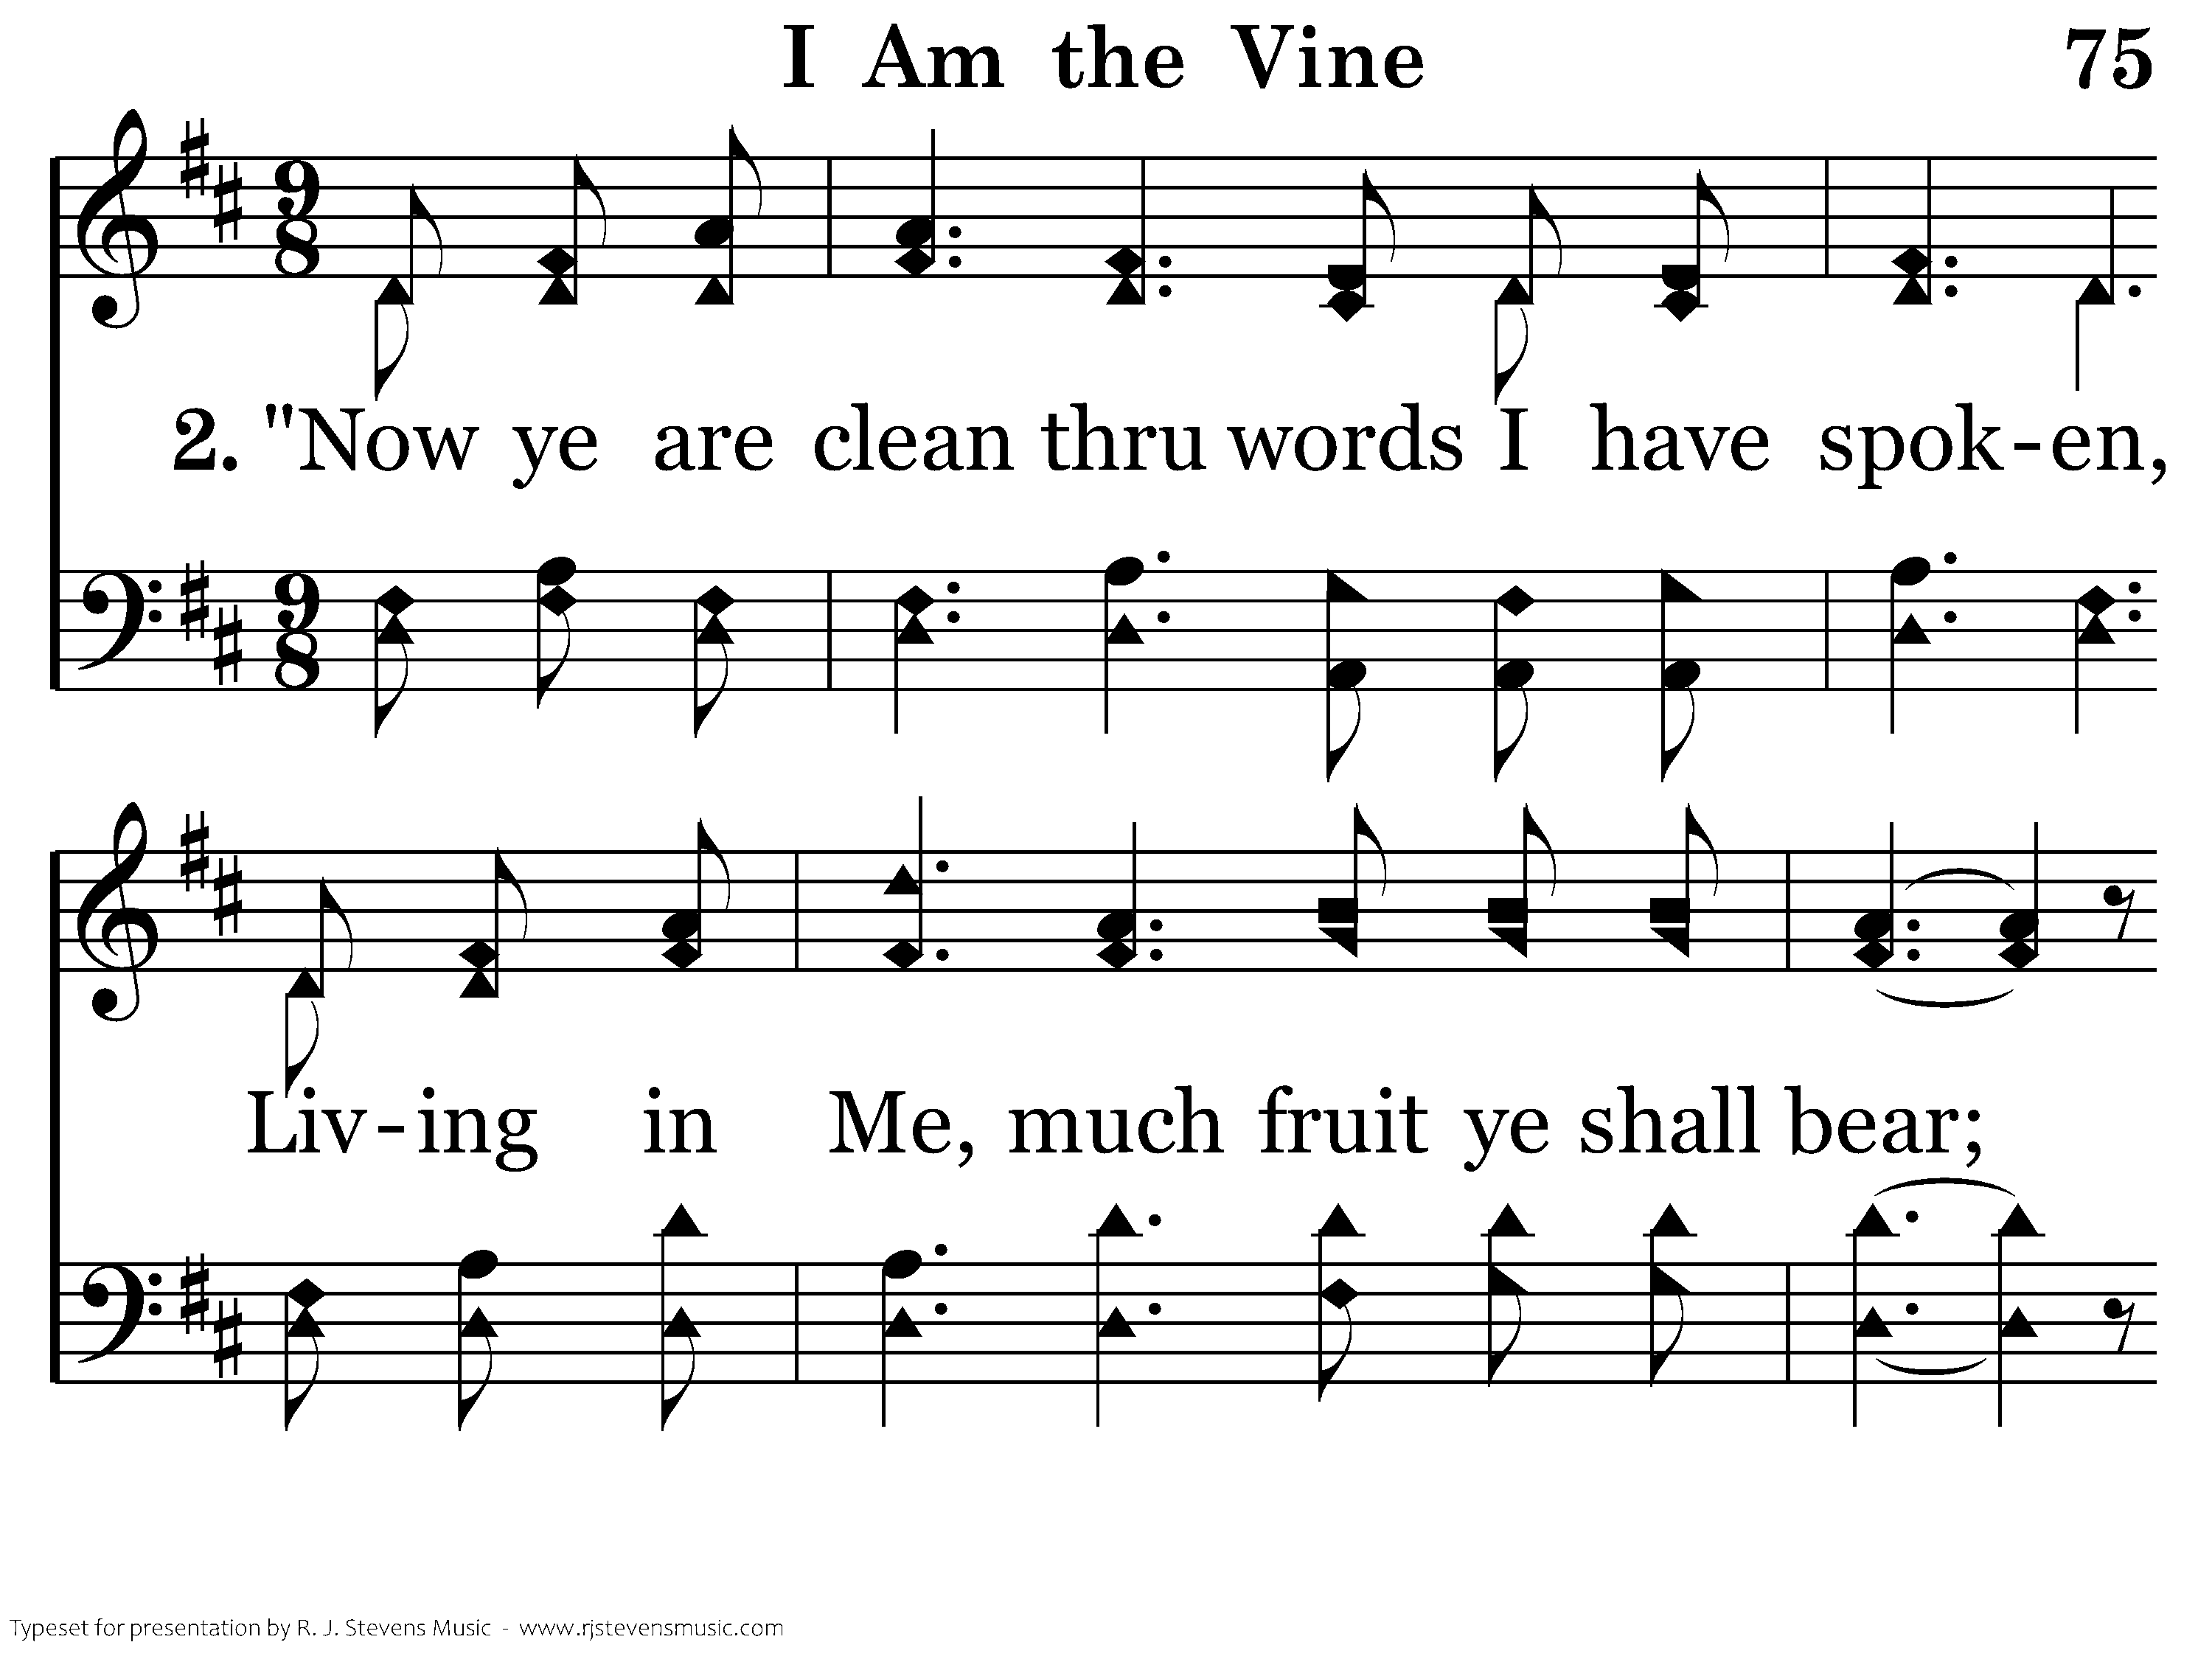 I Am the Vine 75
2. "Now ye are clean thru words I have spok-en,
Liv-ing in Me, much fruit ye shall bear;
Typeset for presentation by R. J. Stevens Music - www.rjstevensmusic.com